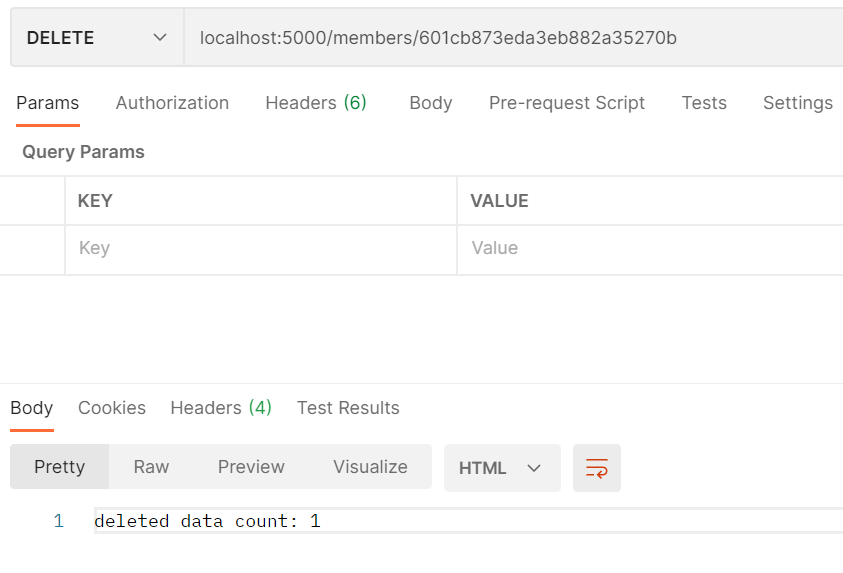 DELETE localhost:5000/members/601cb873eda3eb882a35270b
Params Authorization Headers (6) Body Pre-request Script Tests Settings
Query Params
KEY VALUE
Key Value
Body Cookies Headers (4) Test Results
Pretty Raw Preview Visualize HTML
1 deleted data count: 1